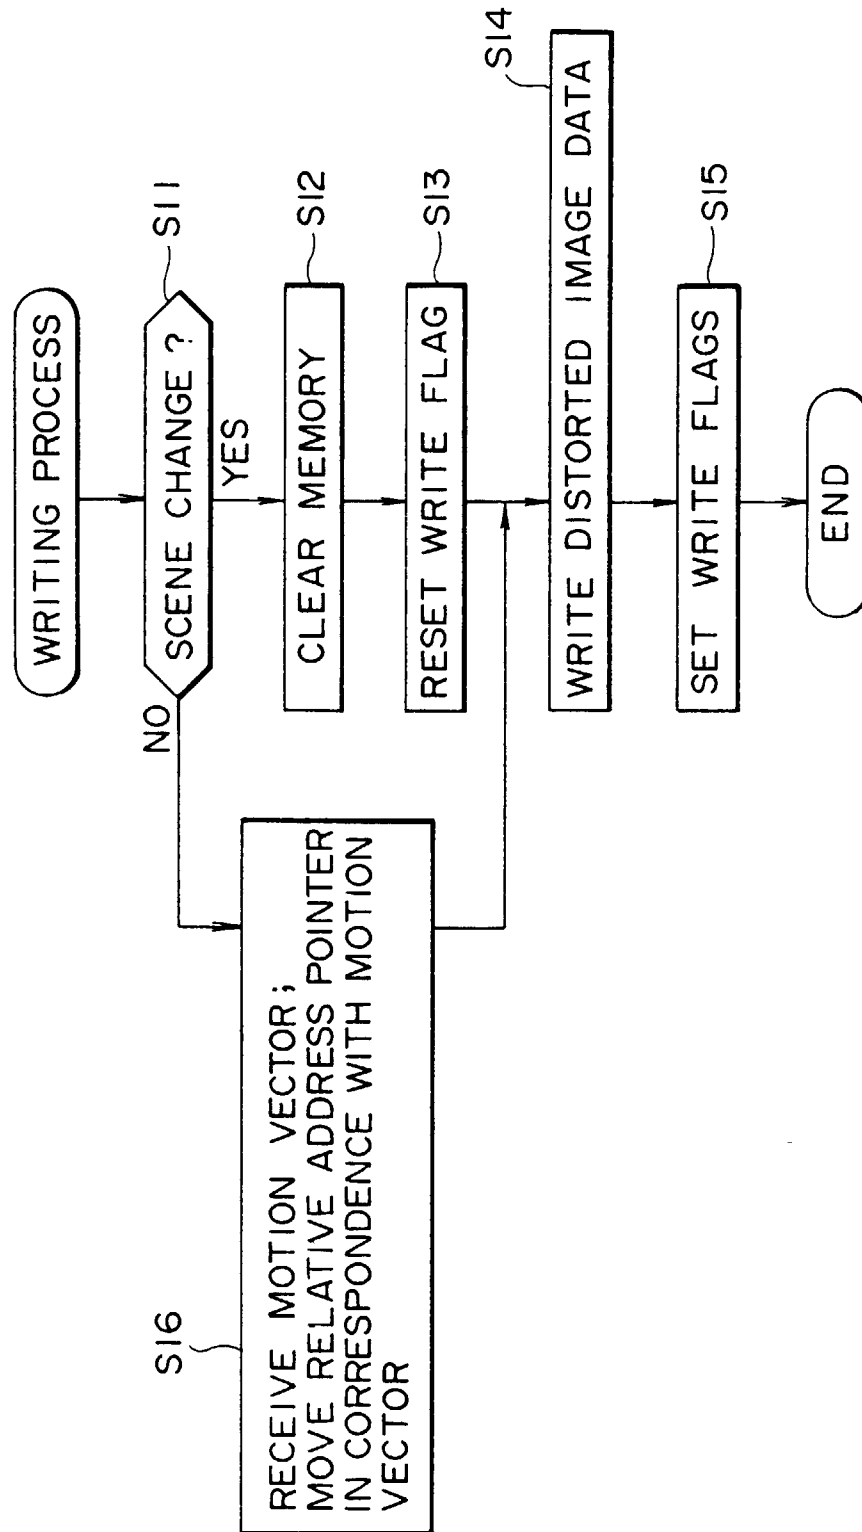 WRITING PROCESS
SCENE CHANGE ?
S11
NO
YES
CLEAR MEMORY
S12
RESET WRITE FLAG
S13
WRITE DISTORTED IMAGE DATA
S14
SET WRITE FLAGS
S15
END
S16
RECEIVE MOTION VECTOR;
MOVE RELATIVE ADDRESS POINTER
IN CORRESPONDENCE WITH MOTION
VECTOR